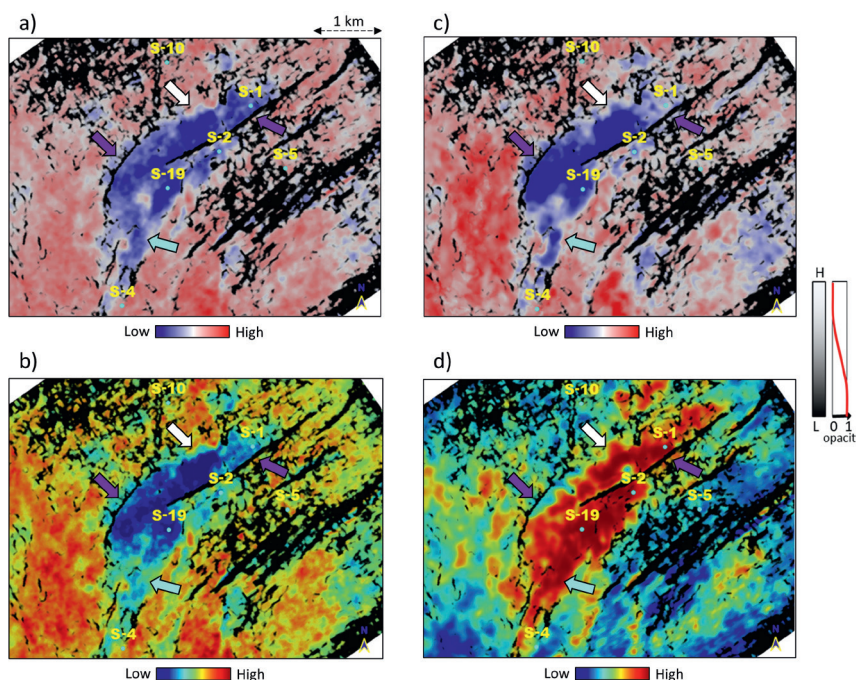 a)
1 km
S-10
S-1
S-2
S-5
S-19
S-4
N
Low High
c)
S-10
S-1
S-2
S-5
S-19
S-4
N
Low High
H
L
0 1
opacit
b)
S-10
S-1
S-2
S-5
S-19
S-4
N
Low High
d)
S-10
S-1
S-2
S-5
S-19
S-4
N
Low High